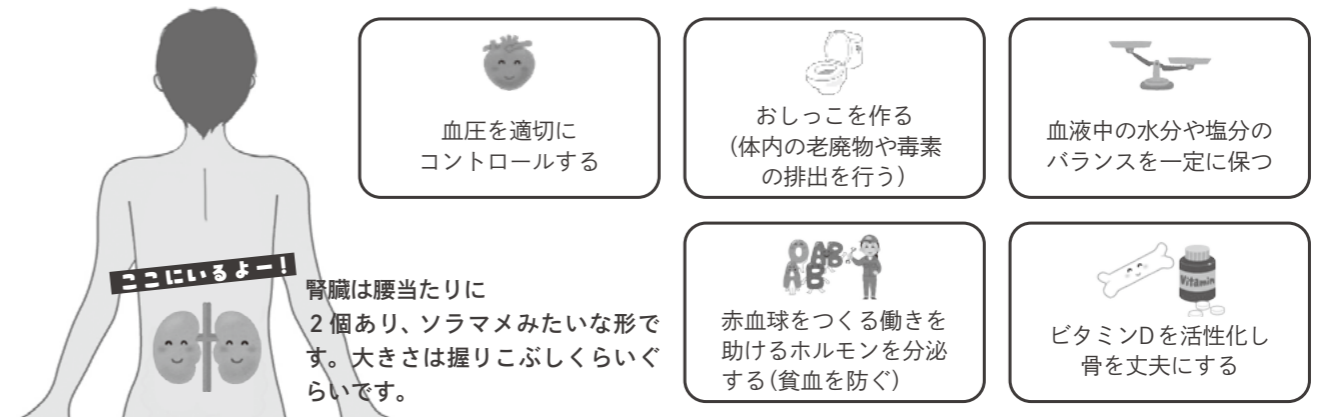 血圧を適切に
コントロールする
おしっこを作る
(体内の老廃物や毒素
の排出を行う)
血液中の水分や塩分の
バランスを一定に保つ
ここにいるよー!
腎臓は腰当たりに
2個あり、ソラマメみたいな形で
す。大きさは握りこぶしくらいぐ
らいです。
OABAB
赤血球をつくる働きを
助けるホルモンを分泌
する(貧血を防ぐ)
Vitamin
ビタミンDを活性化し
骨を丈夫にする